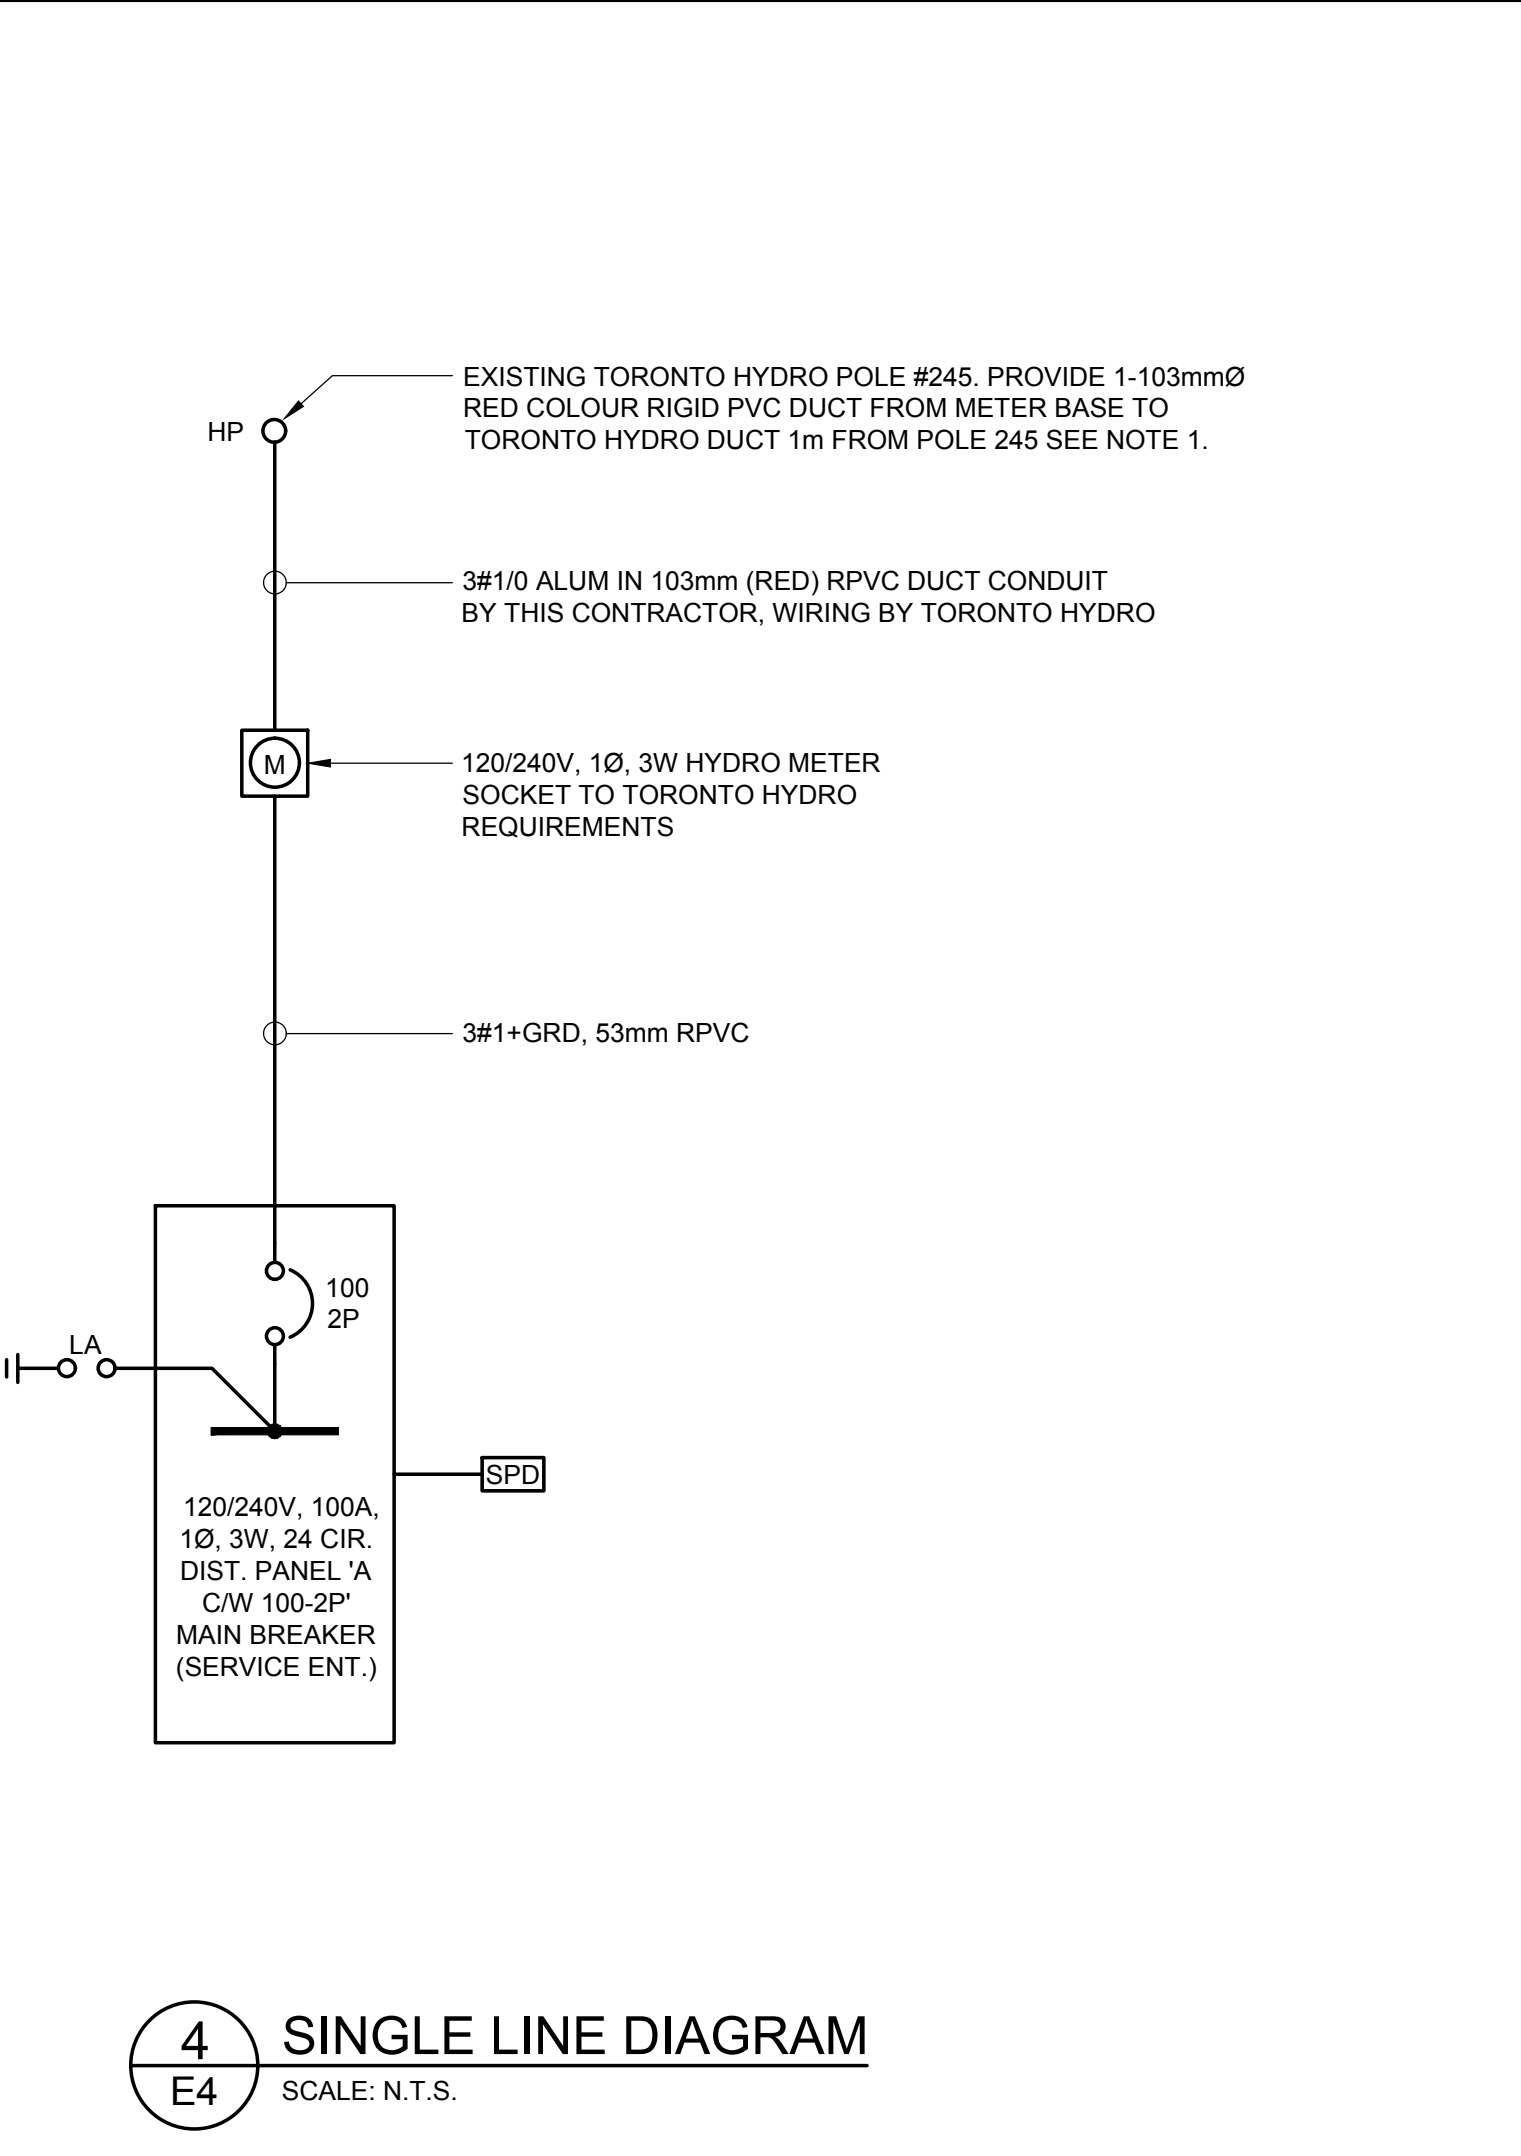 EXISTING TORONTO HYDRO POLE #245. PROVIDE 1-103mmØ
RED COLOUR RIGID PVC DUCT FROM METER BASE TO
TORONTO HYDRO DUCT 1m FROM POLE 245 SEE NOTE 1.
HP
3#1/0 ALUM IN 103mm (RED) RPVC DUCT CONDUIT
BY THIS CONTRACTOR, WIRING BY TORONTO HYDRO
M
120/240V, 1Ø, 3W HYDRO METER
SOCKET TO TORONTO HYDRO
REQUIREMENTS
3#1+GRD, 53mm RPVC
100
2P
LA
SPD
120/240V, 100A,
1Ø, 3W, 24 CIR.
DIST. PANEL 'A
C/W 100-2P'
MAIN BREAKER
(SERVICE ENT.)
4
E4
SINGLE LINE DIAGRAM
SCALE: N.T.S.